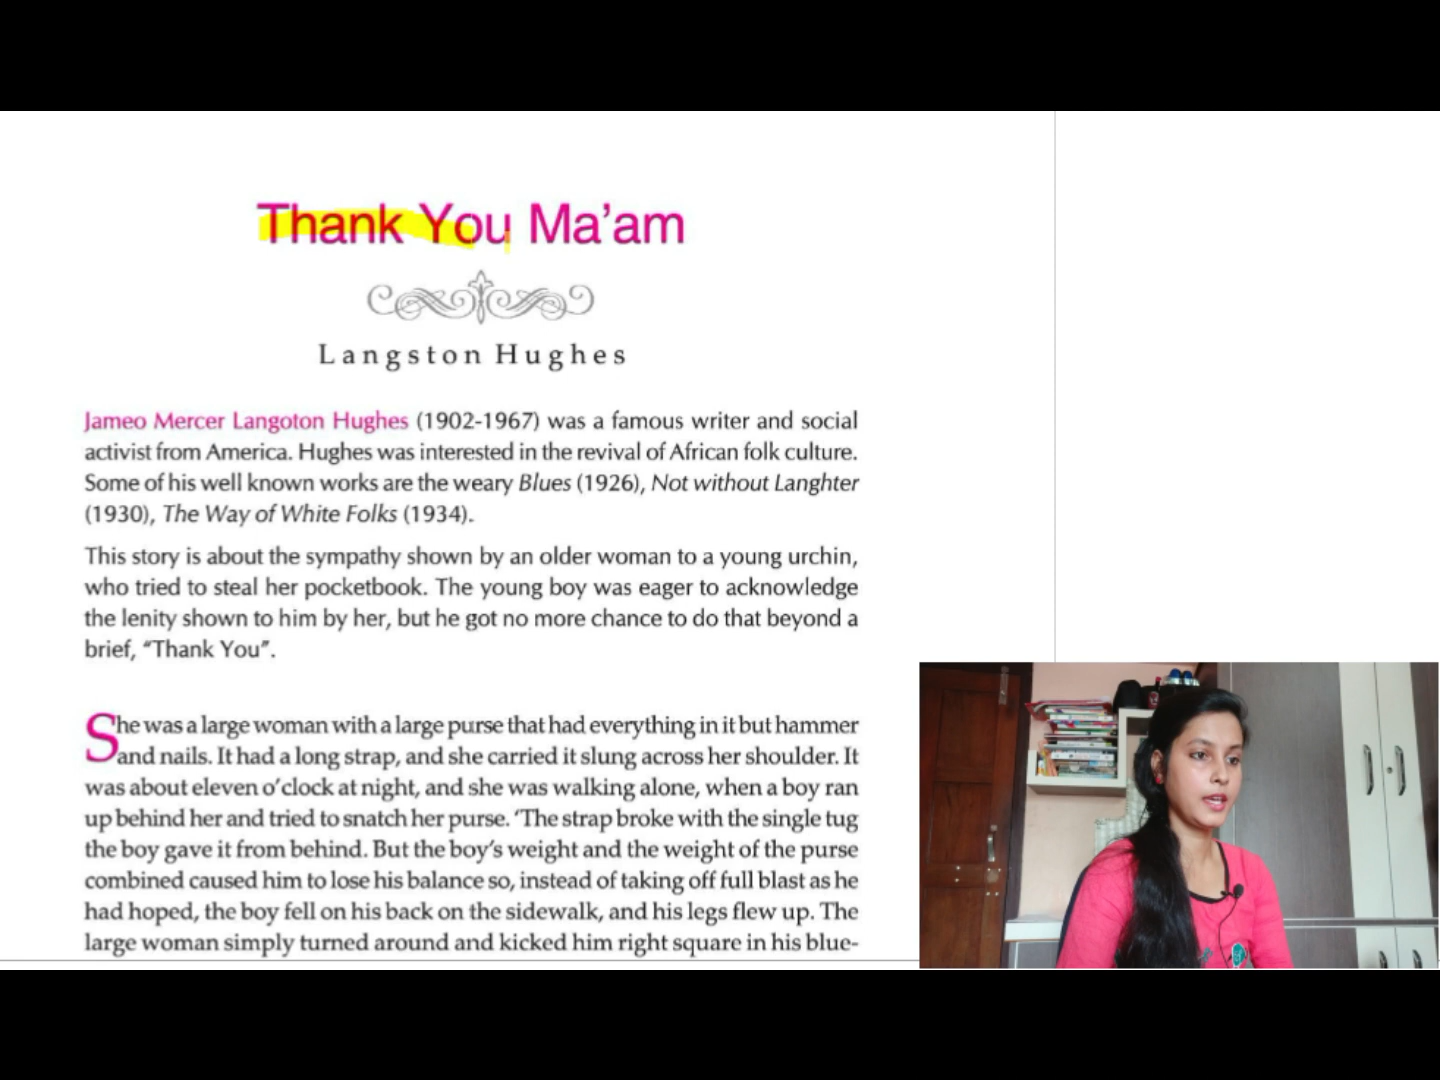 Thank You Ma’am
Langston Hughes
Jameo Mercer Langoton Hughes (1902-1967) was a famous writer and social
activist from America. Hughes was interested in the revival of African folk culture.
Some of his well known works are the weary Blues (1926), Not without Langhter
(1930), The Way of White Folks (1934).
This story is about the sympathy shown by an older woman to a young urchin,
who tried to steal her pocketbook. The young boy was eager to acknowledge
the lenity shown to him by her, but he got no more chance to do that beyond a
brief, “Thank You”.
She was a large woman with a large purse that had everything in it but hammer
and nails. It had a long strap, and she carried it slung across her shoulder. It
was about eleven o’clock at night, and she was walking alone, when a boy ran
up behind her and tried to snatch her purse. ‘The strap broke with the single tug
the boy gave it from behind. But the boy’s weight and the weight of the purse
combined caused him to lose his balance so, instead of taking off full blast as he
had hoped, the boy fell on his back on the sidewalk, and his legs flew up. The
large woman simply turned around and kicked him right square in his blue-